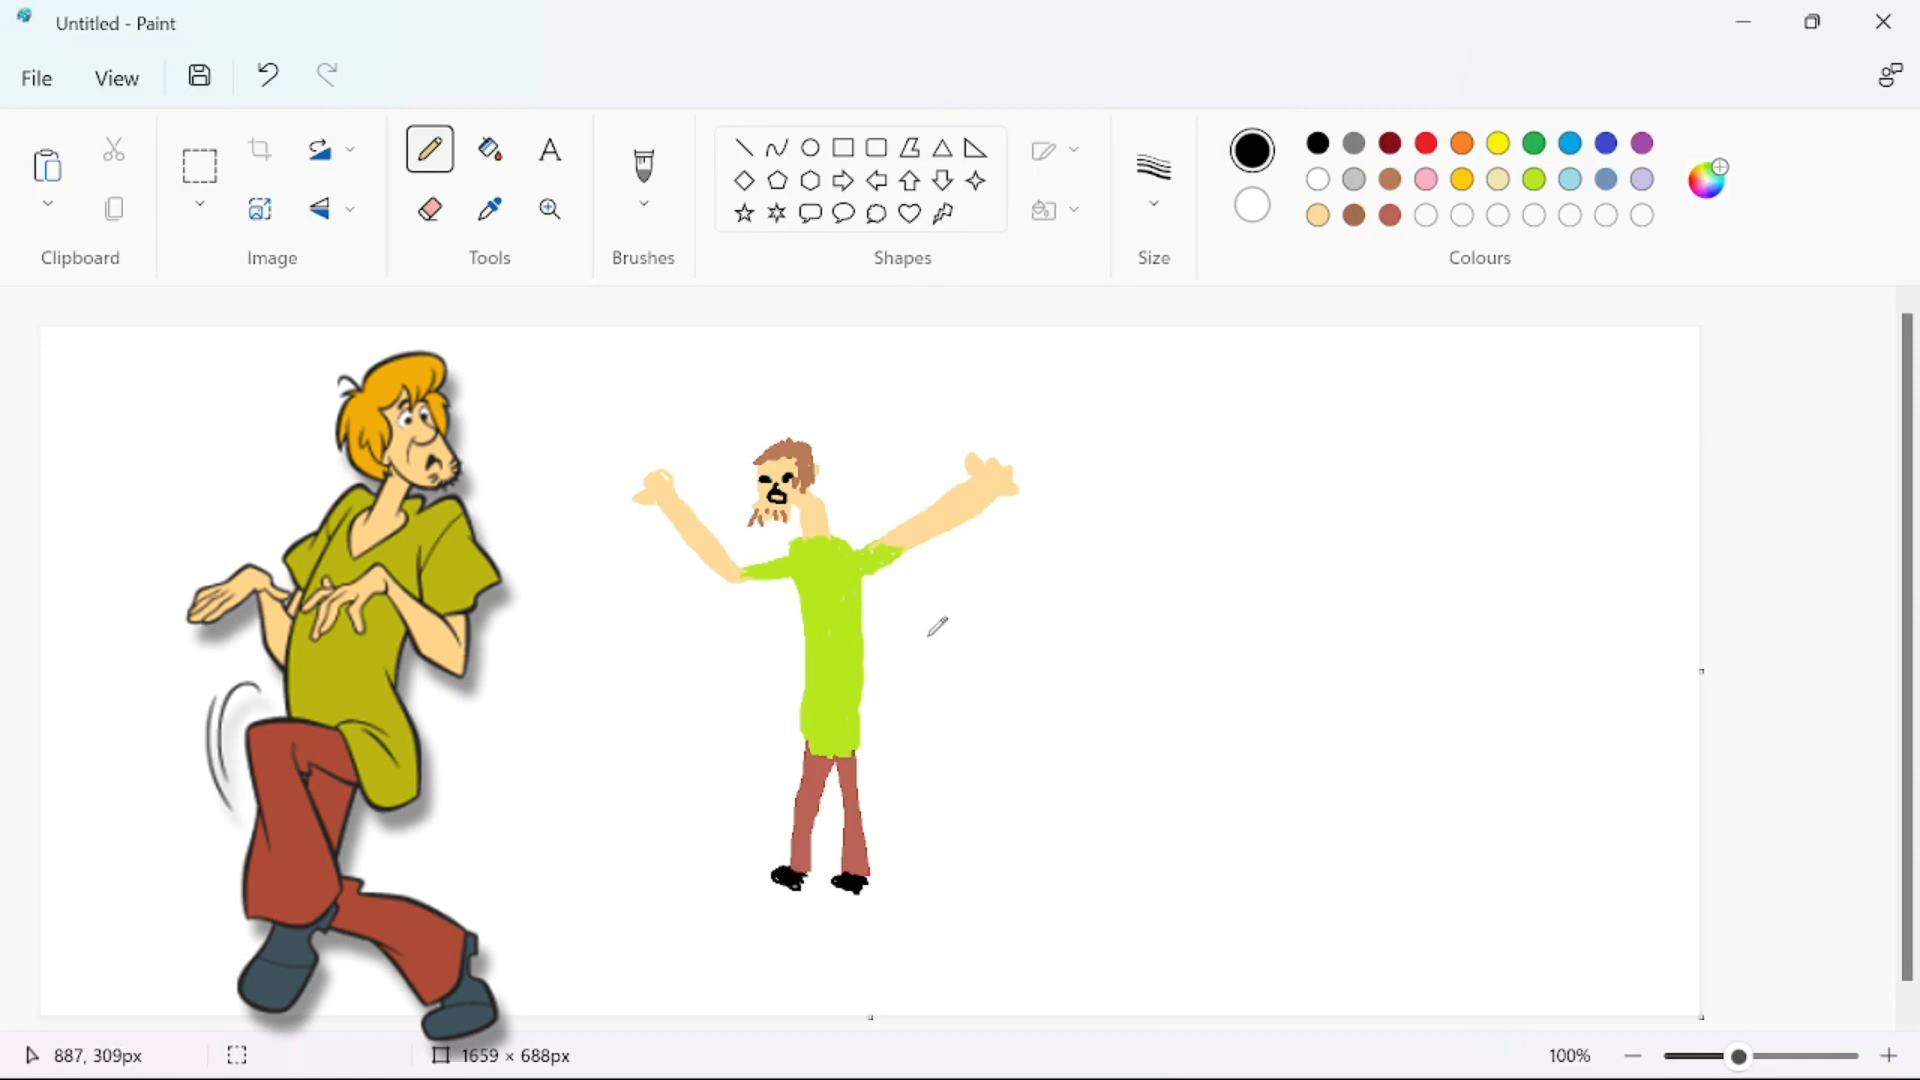 Untitled - Paint
File View
A
Clipboard Image Tools Brushes Shapes Size Colours
887, 309px 1659 × 688px 100%